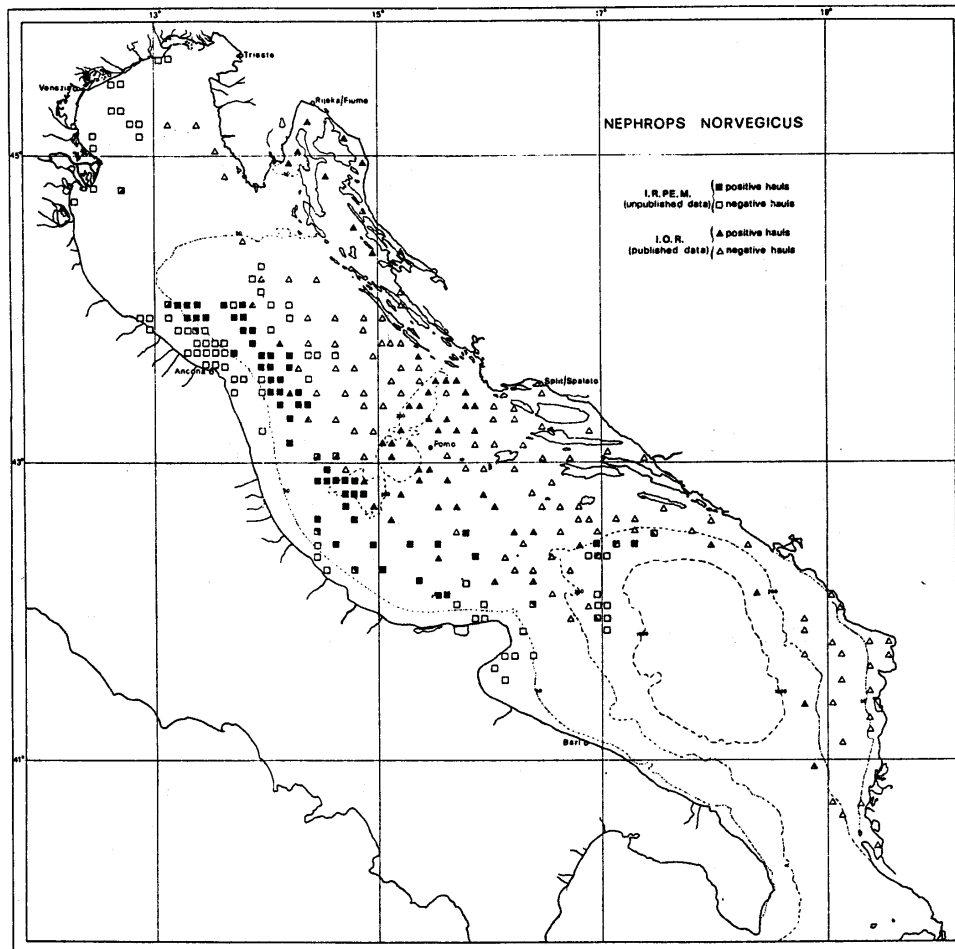 13° 15° 17° 19°
Trieste
Venezia
Rijeka/Fiume
NEPHROPS NORVEGICUS
45°
I.R.PE.M. positive hauls
(unpublished data) negative hauls
I.O.R. positive hauls
(published data) negative hauls
Ancona
Split/Spalato
Pomo
43°
Bari
41°